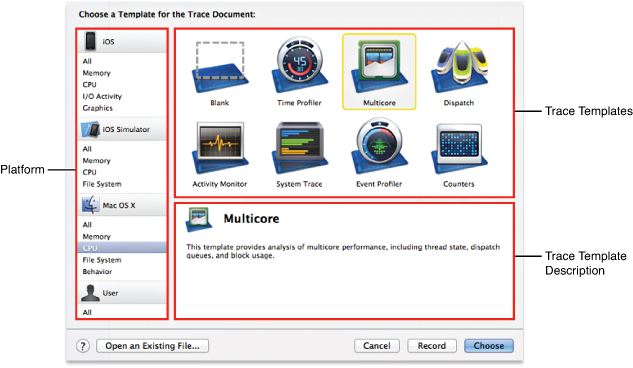 Choose a Template for the Trace Document:
iOS
All
Memory
CPU
I/O Activity
Graphics
iOS Simulator
All
Memory
CPU
File System
Mac OS X
All
Memory
CPU
File System
Behavior
User
All
Platform
Blank
Time Profiler
Multicore
Dispatch
45
Activity Monitor
System Trace
Event Profiler
Counters
Trace Templates
Multicore
This template provides analysis of multicore performance, including thread state, dispatch
queues, and block usage.
Trace Template
Description
?
Open an Existing File...
Cancel
Record
Choose